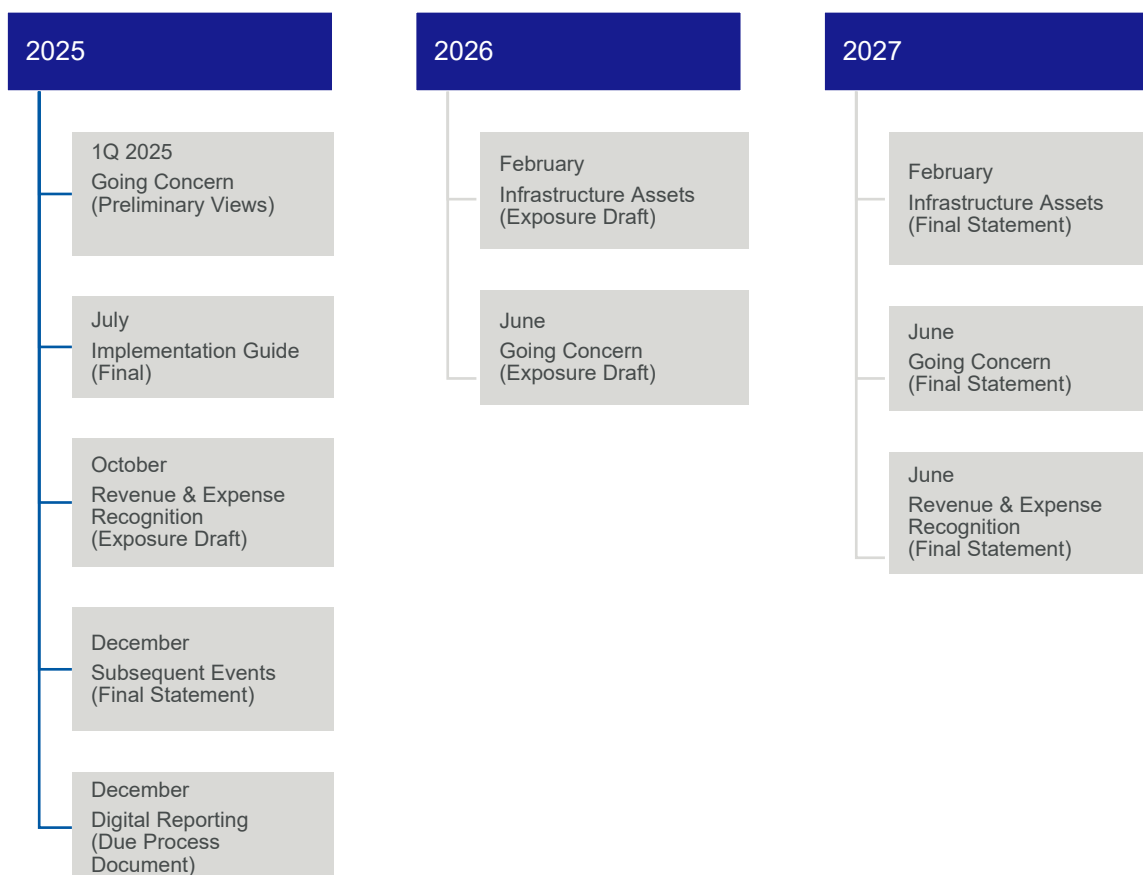 2025
1Q 2025
Going Concern
(Preliminary Views)
July
Implementation Guide
(Final)
October
Revenue & Expense
Recognition
(Exposure Draft)
December
Subsequent Events
(Final Statement)
December
Digital Reporting
(Due Process
Document)
2026
February
Infrastructure Assets
(Exposure Draft)
June
Going Concern
(Exposure Draft)
2027
February
Infrastructure Assets
(Final Statement)
June
Going Concern
(Final Statement)
June
Revenue & Expense
Recognition
(Final Statement)